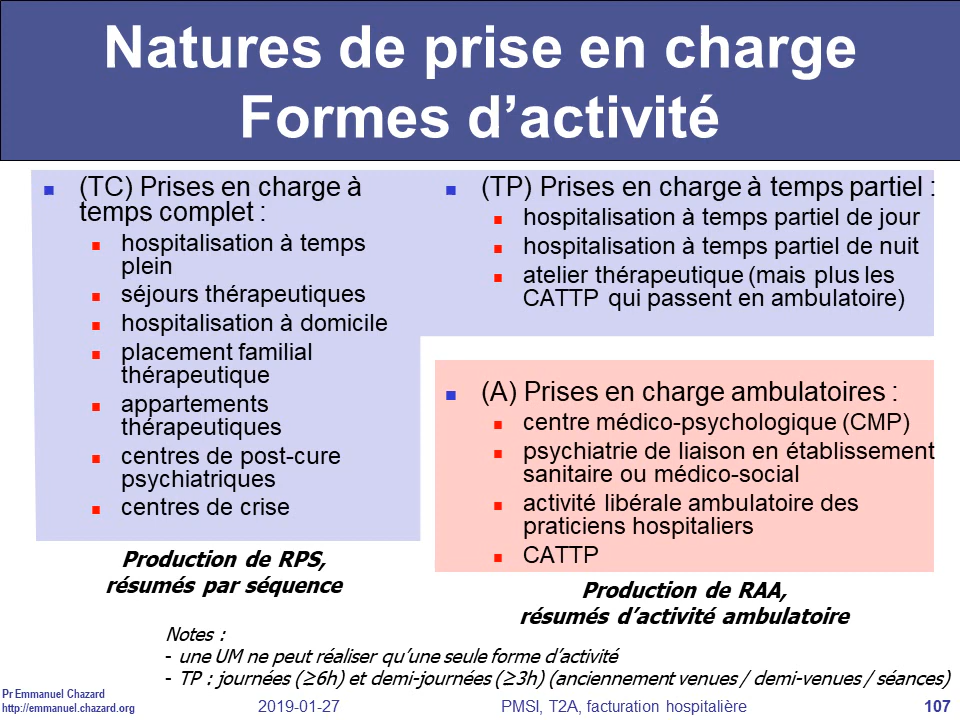 Natures de prise en charge
Formes d’activité
(TC) Prises en charge à
temps complet :
hospitalisation à temps
plein
séjours thérapeutiques
hospitalisation à domicile
placement familial
thérapeutique
appartements
thérapeutiques
centres de post-cure
psychiatriques
centres de crise
Production de RPS,
résumés par séquence
(TP) Prises en charge à temps partiel :
hospitalisation à temps partiel de jour
hospitalisation à temps partiel de nuit
atelier thérapeutique (mais plus les
CATTP qui passent en ambulatoire)
(A) Prises en charge ambulatoires :
centre médico-psychologique (CMP)
psychiatrie de liaison en établissement
sanitaire ou médico-social
activité libérale ambulatoire des
praticiens hospitaliers
CATTP
Production de RAA,
résumés d’activité ambulatoire
Notes :
- une UM ne peut réaliser qu’une seule forme d’activité
- TP : journées (≥6h) et demi-journées (≥3h) (anciennement venues / demi-venues / séances)
Pr Emmanuel Chazard
http://emmanuel.chazard.org
2019-01-27
PMSI, T2A, facturation hospitalière
107